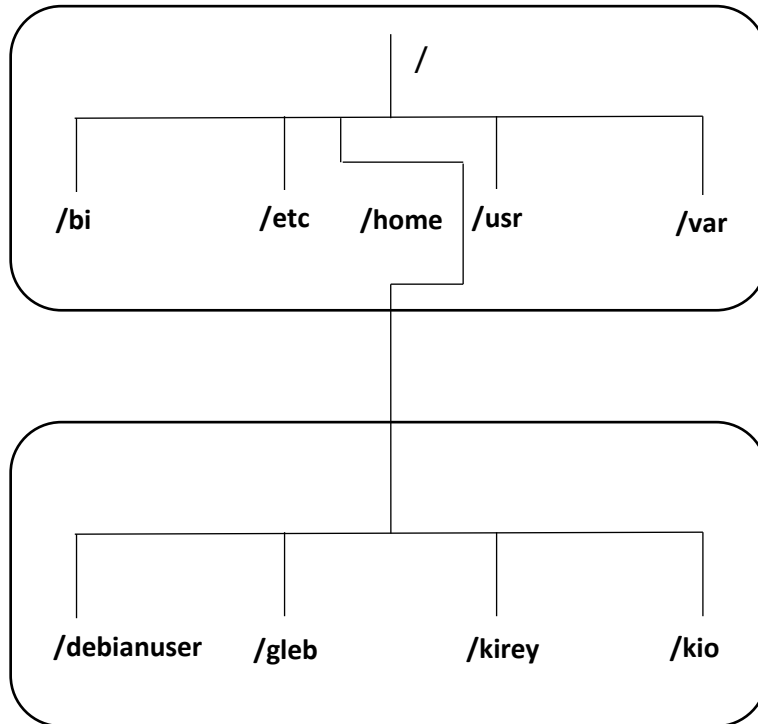 /
/bi
/etc
/home
/usr
/var
/debianuser
/gleb
/kirey
/kio